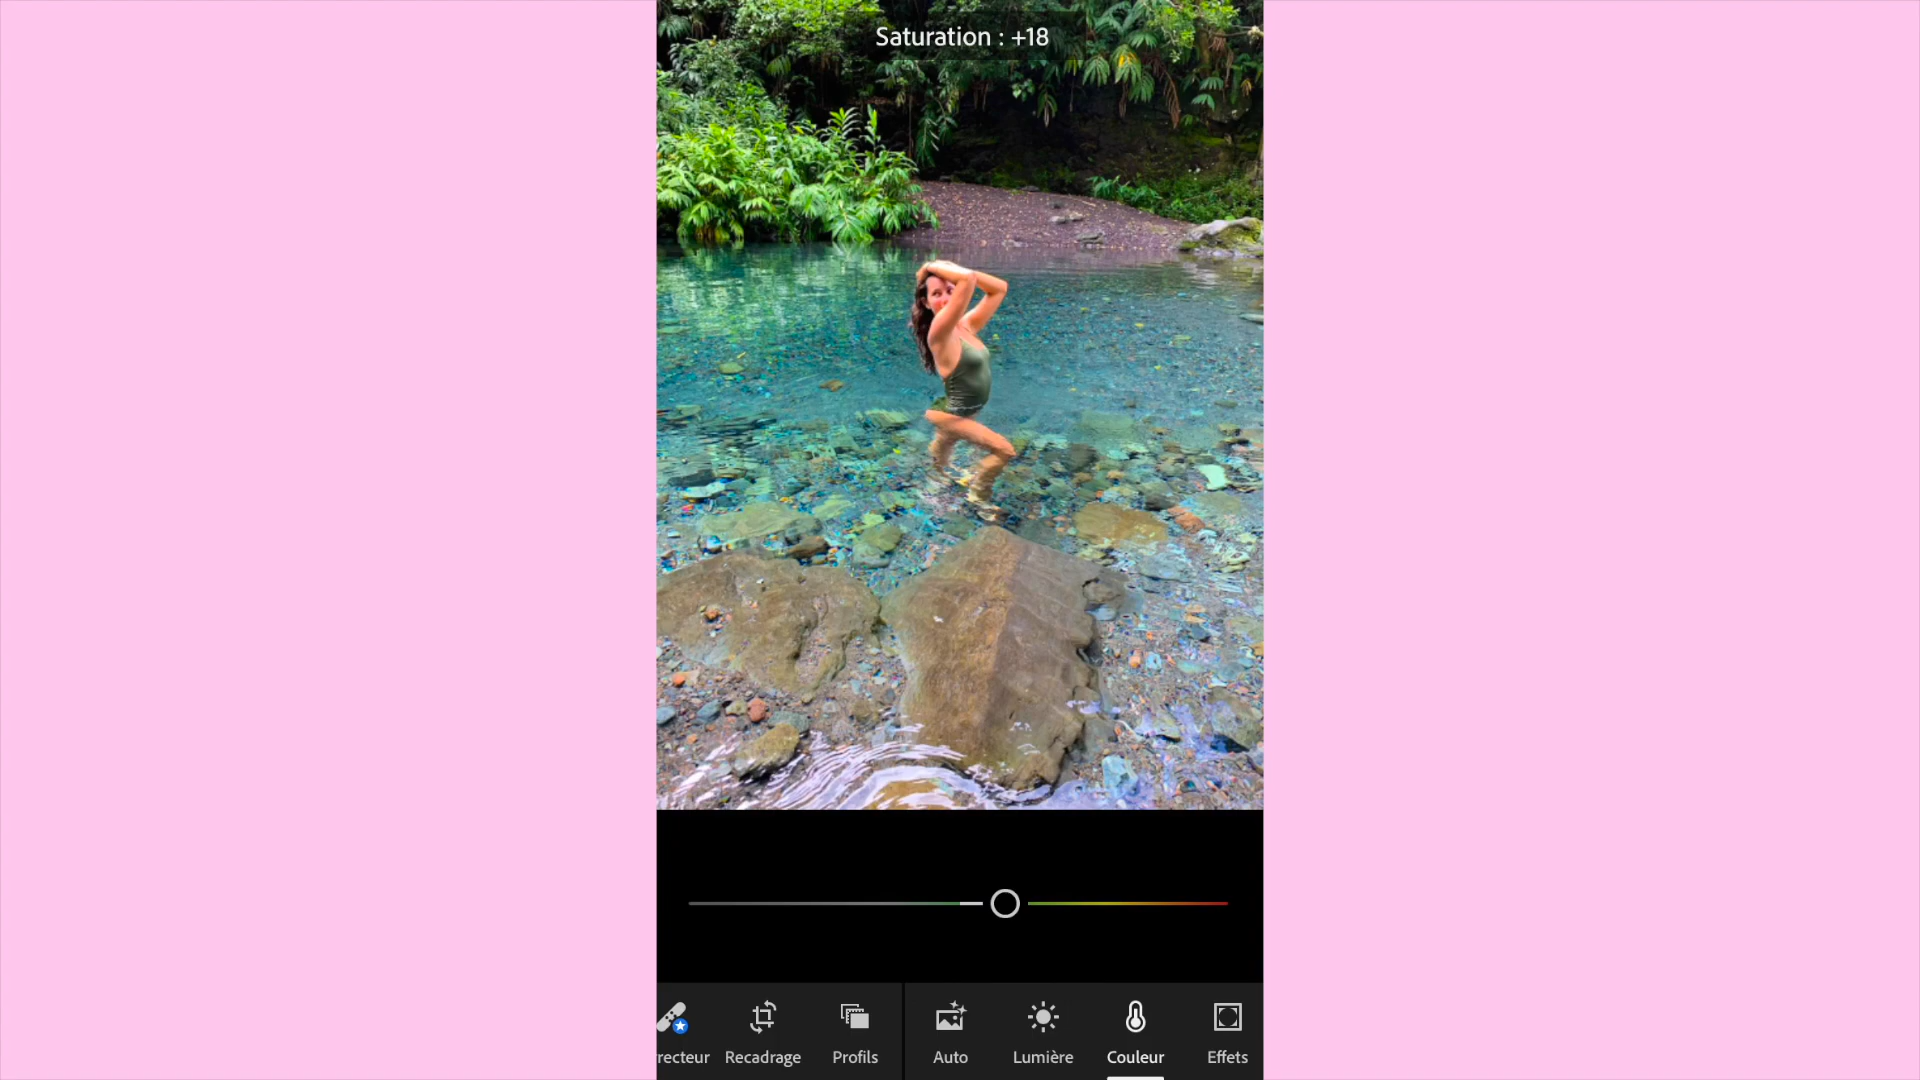 Saturation : +18
recteur Recadrage Profils Auto Lumière Couleur Effets